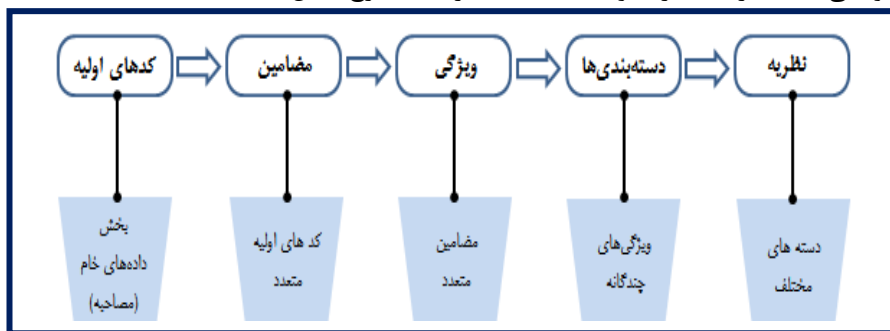 کدهای اولیه
مضامین
ویژگی
دسته‌بندی‌ها
نظریه
بخش
داده‌های خام
(مصاحبه)
کد های اولیه
متعدد
مضامین
متعدد
ویژگی‌های
چندگانه
دسته های
مختلف